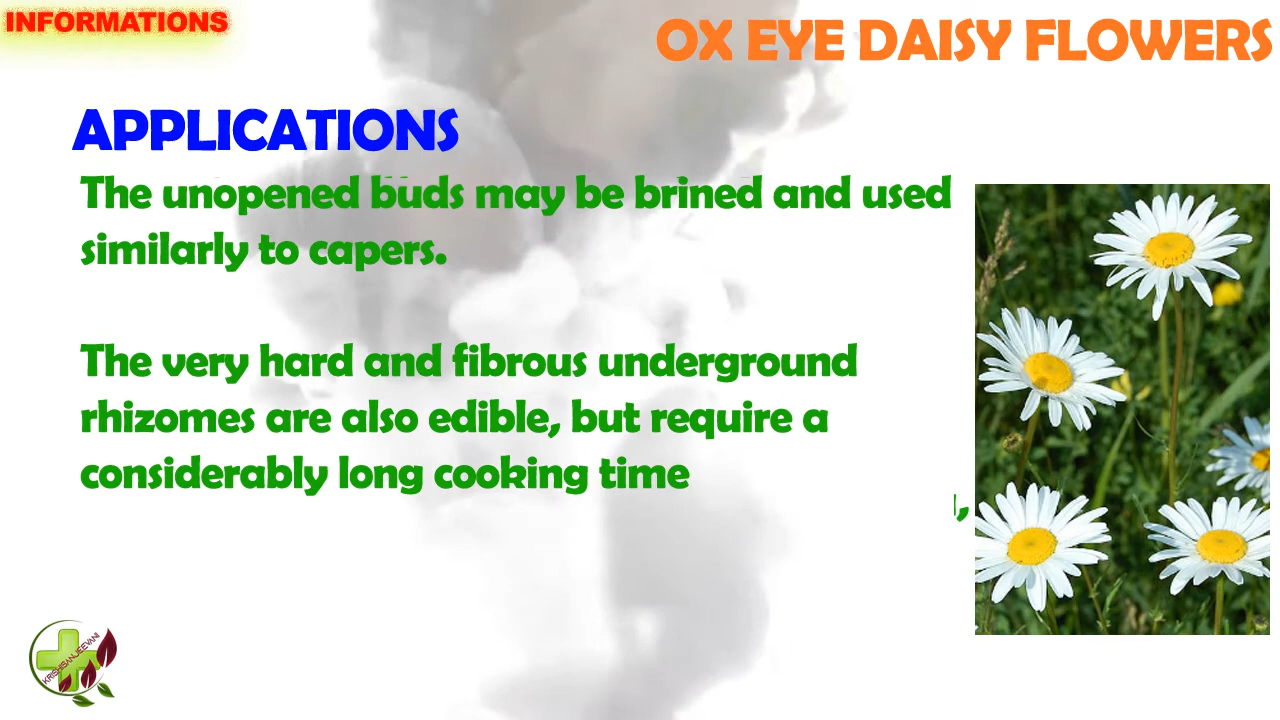 INFORMATIONS
OX EYE DAISY FLOWERS
APPLICATIONS
The unopened buds may be brined and used
similarly to capers.
The very hard and fibrous underground
rhizomes are also edible, but require a
considerably long cooking time
,
KRISHISANJEEVANI